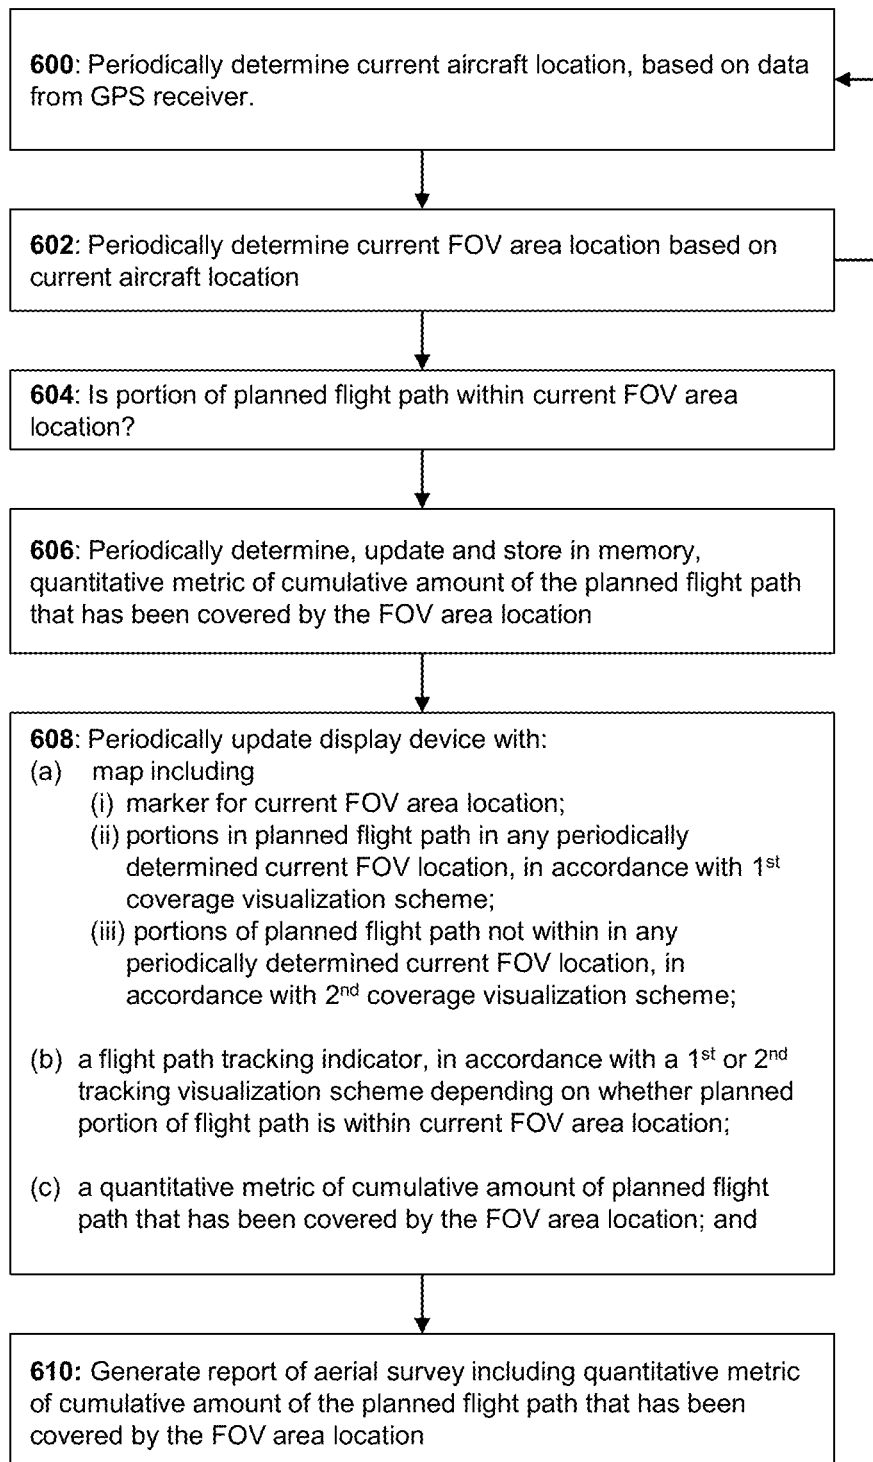 600: Periodically determine current aircraft location, based on data
from GPS receiver.
602: Periodically determine current FOV area location based on
current aircraft location
604: Is portion of planned flight path within current FOV area
location?
606: Periodically determine, update and store in memory,
quantitative metric of cumulative amount of the planned flight path
that has been covered by the FOV area location
608: Periodically update display device with:
(a) map including
(i) marker for current FOV area location;
(ii) portions in planned flight path in any periodically
determined current FOV location, in accordance with 1st
coverage visualization scheme;
(iii) portions of planned flight path not within in any
periodically determined current FOV location, in
accordance with 2nd coverage visualization scheme;
(b) a flight path tracking indicator, in accordance with a 1st or 2nd
tracking visualization scheme depending on whether planned
portion of flight path is within current FOV area location;
(c) a quantitative metric of cumulative amount of planned flight
path that has been covered by the FOV area location; and
610: Generate report of aerial survey including quantitative metric
of cumulative amount of the planned flight path that has been
covered by the FOV area location